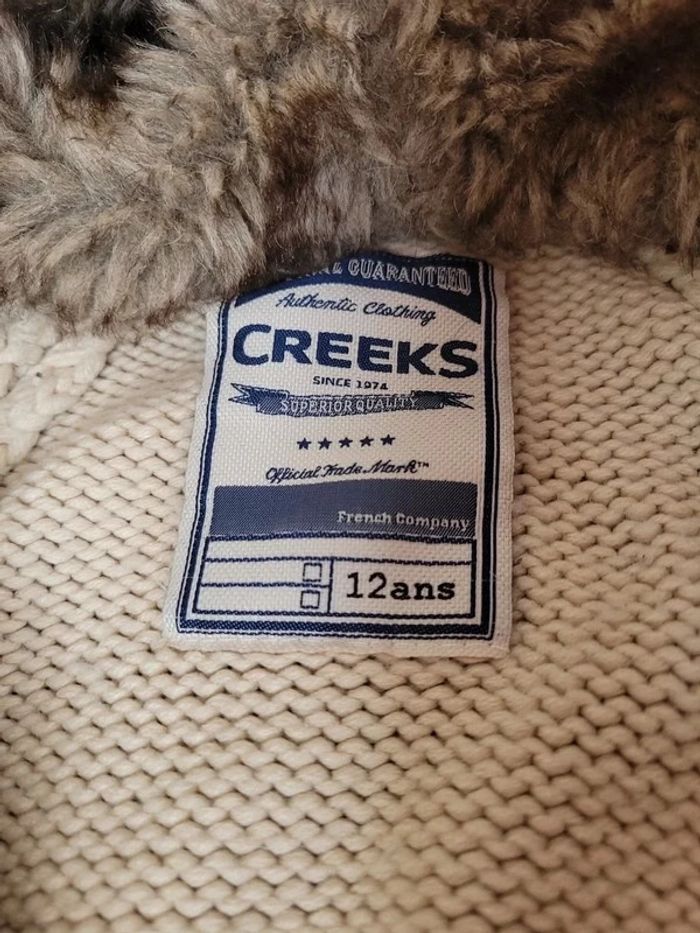 GUARANTEED
Authentic Clothing
CREEKS
SINCE 1974
SUPERIOR QUALITY
Official Trade Mark™
French Company
12ans